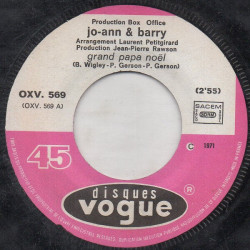 Production Box Office
jo-ann & barry
Arrangement Laurent Petitgirard
Production Jean-Pierre Rawson
grand papa noël
(B. Wigley - P. Gerson - P. Gerson)
OXV. 569
(OXV. 569 A)
(2'55)
SACEM
45
C 1971
disques
vogue
®